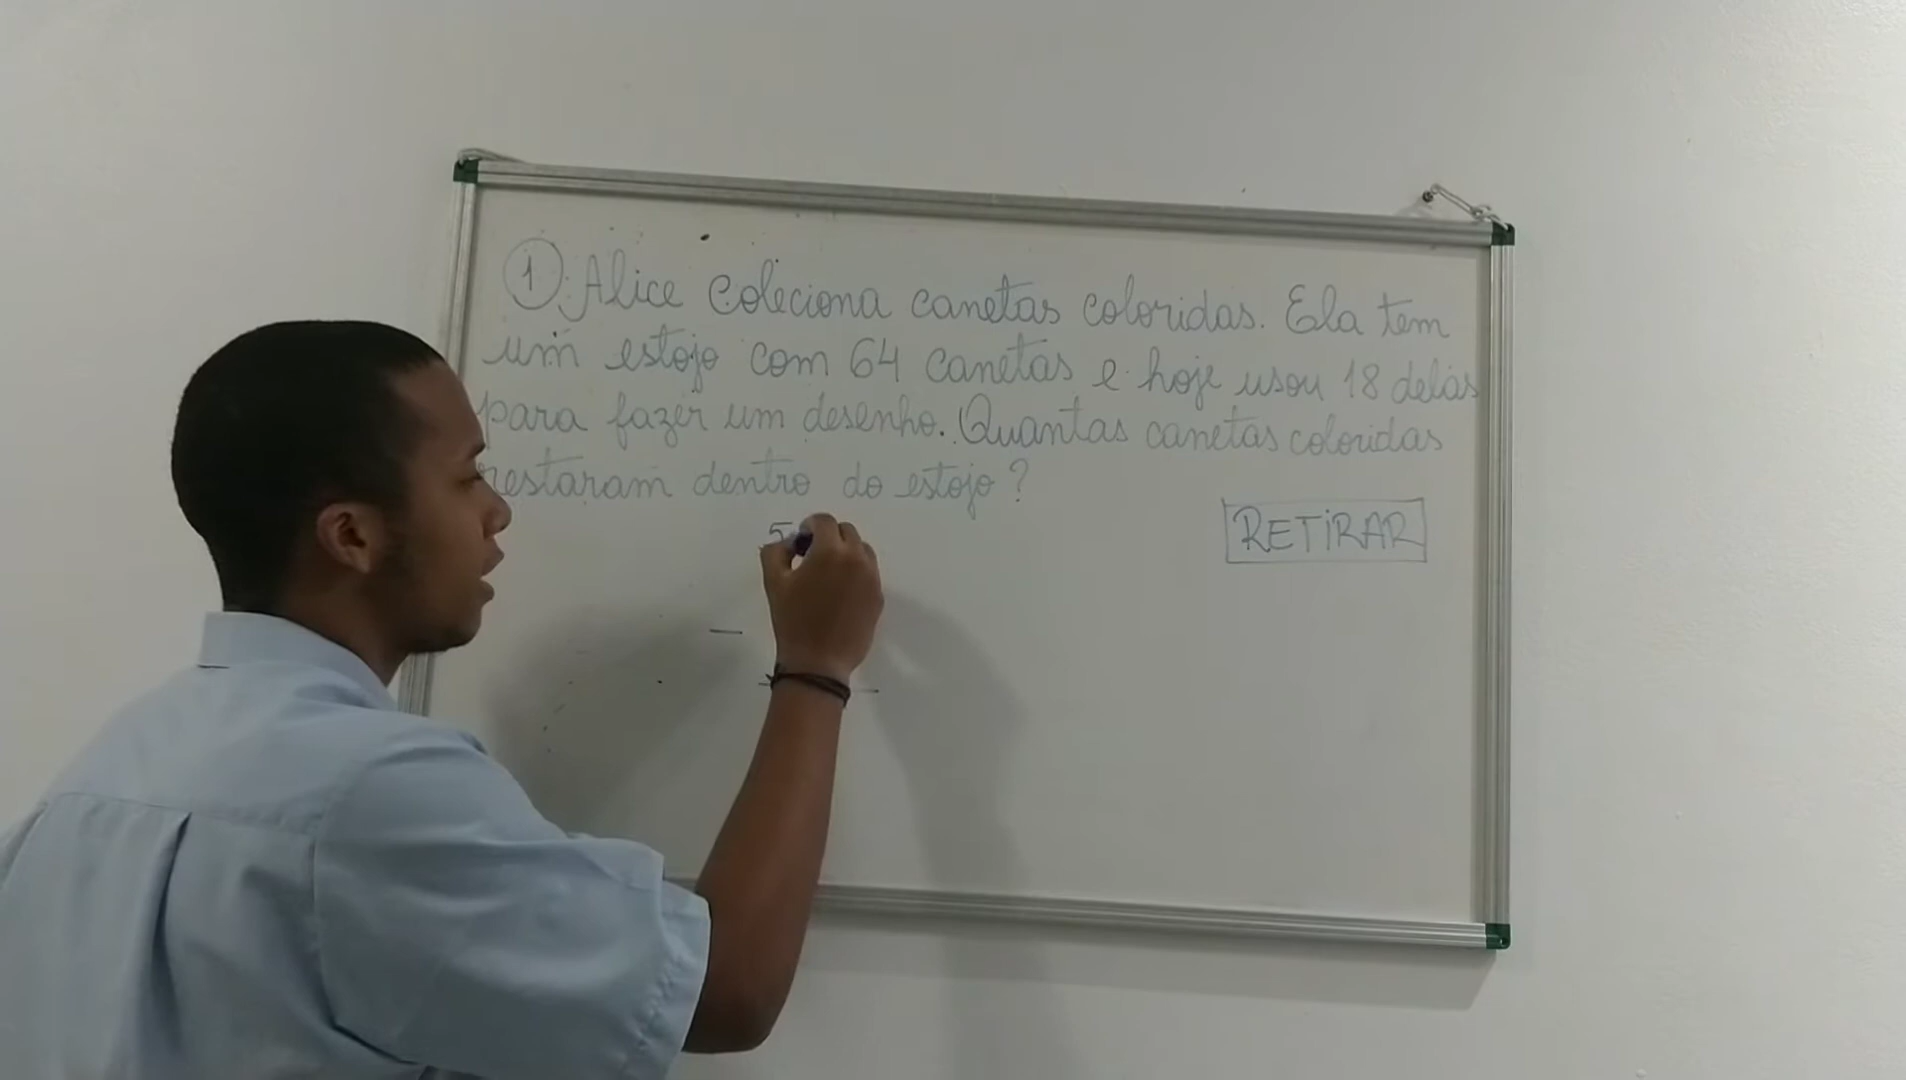 1 Alice coleciona canetas coloridas. Ela tem
um estojo com 64 canetas e hoje usou 18 delas
para fazer um desenho. Quantas canetas coloridas
restaram dentro do estojo?
RETIRAR
5
—